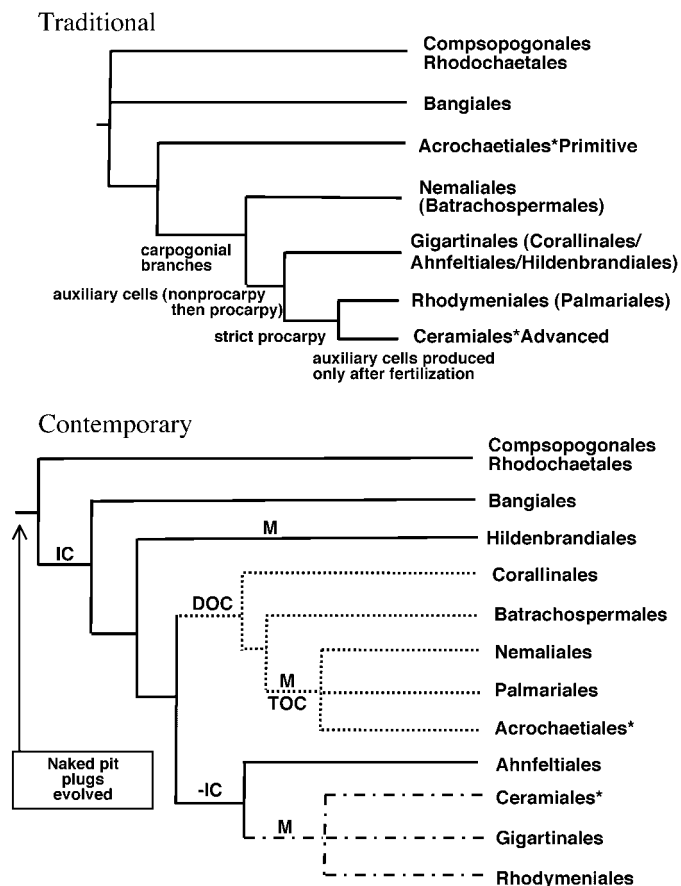 Traditional
Compsopogonales
Rhodochaetales
Bangiales
Acrochaetiales*Primitive
Nemaliales
(Batrachospermales)
carpogonial
branches
Gigartinales (Corallinales/
Ahnfeltiales/Hildenbrandiales)
auxiliary cells (nonprocarpy
then procarpy)
Rhodymeniales (Palmariales)
strict procarpy
Ceramiales*Advanced
auxiliary cells produced
only after fertilization
Contemporary
Compsopogonales
Rhodochaetales
Bangiales
IC
M
Hildenbrandiales
Corallinales
DOC
Batrachospermales
Nemaliales
M
TOC
Palmariales
Acrochaetiales*
Naked pit
plugs
evolved
Ahnfeltiales
-IC
Ceramiales*
M
Gigartinales
Rhodymeniales